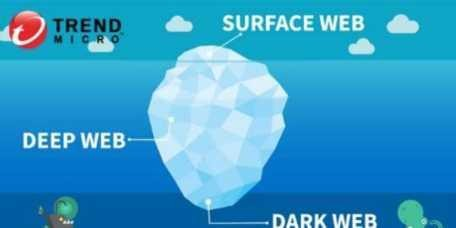 TREND
MICRO
SURFACE WEB
DEEP WEB
DARK WEB